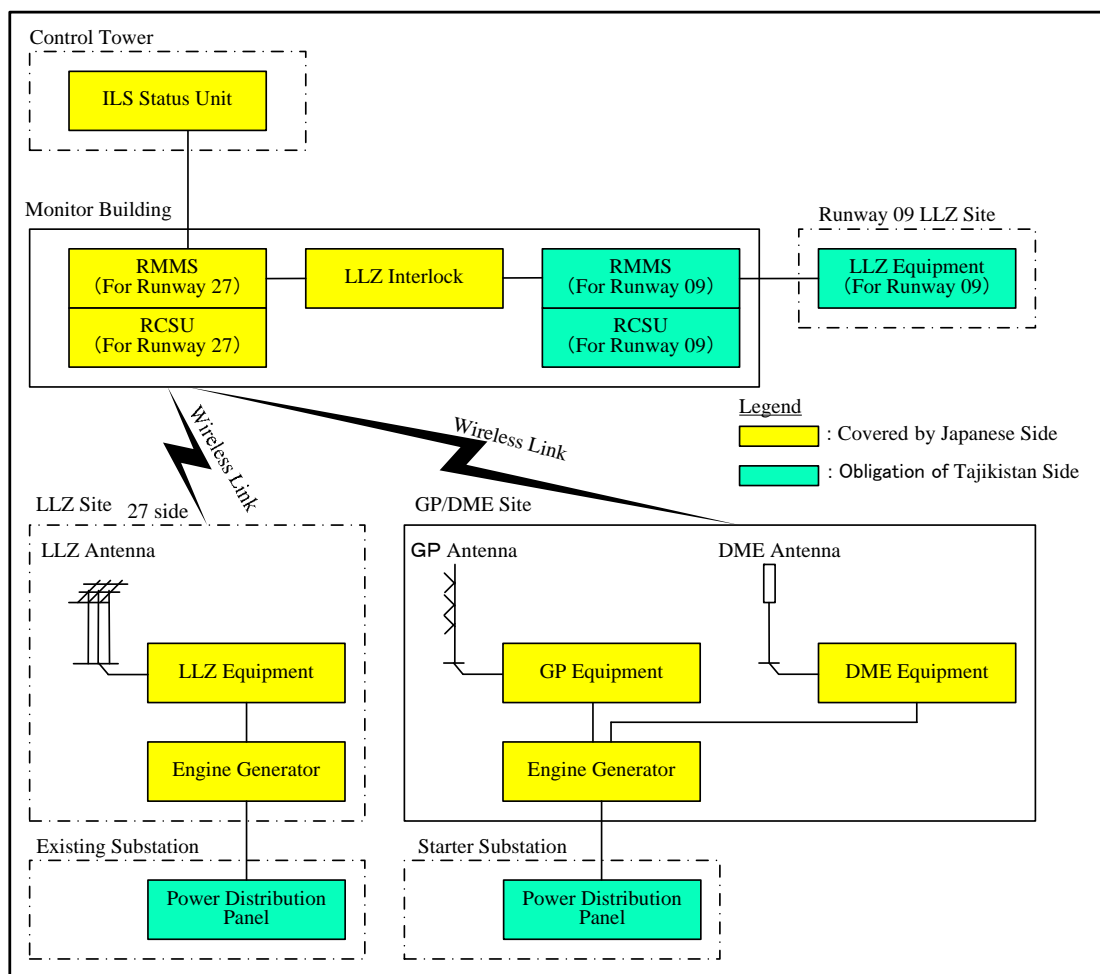 Control Tower
ILS Status Unit
Monitor Building
Runway 09 LLZ Site
RMMS
(For Runway 27)
LLZ Interlock
RMMS
(For Runway 09)
LLZ Equipment
(For Runway 09)
RCSU
(For Runway 27)
RCSU
(For Runway 09)
Legend
: Covered by Japanese Side
: Obligation of Tajikistan Side
Wireless Link
Wireless Link
LLZ Site
27 side
GP/DME Site
LLZ Antenna
GP Antenna
DME Antenna
LLZ Equipment
GP Equipment
DME Equipment
Engine Generator
Engine Generator
Existing Substation
Starter Substation
Power Distribution
Panel
Power Distribution
Panel